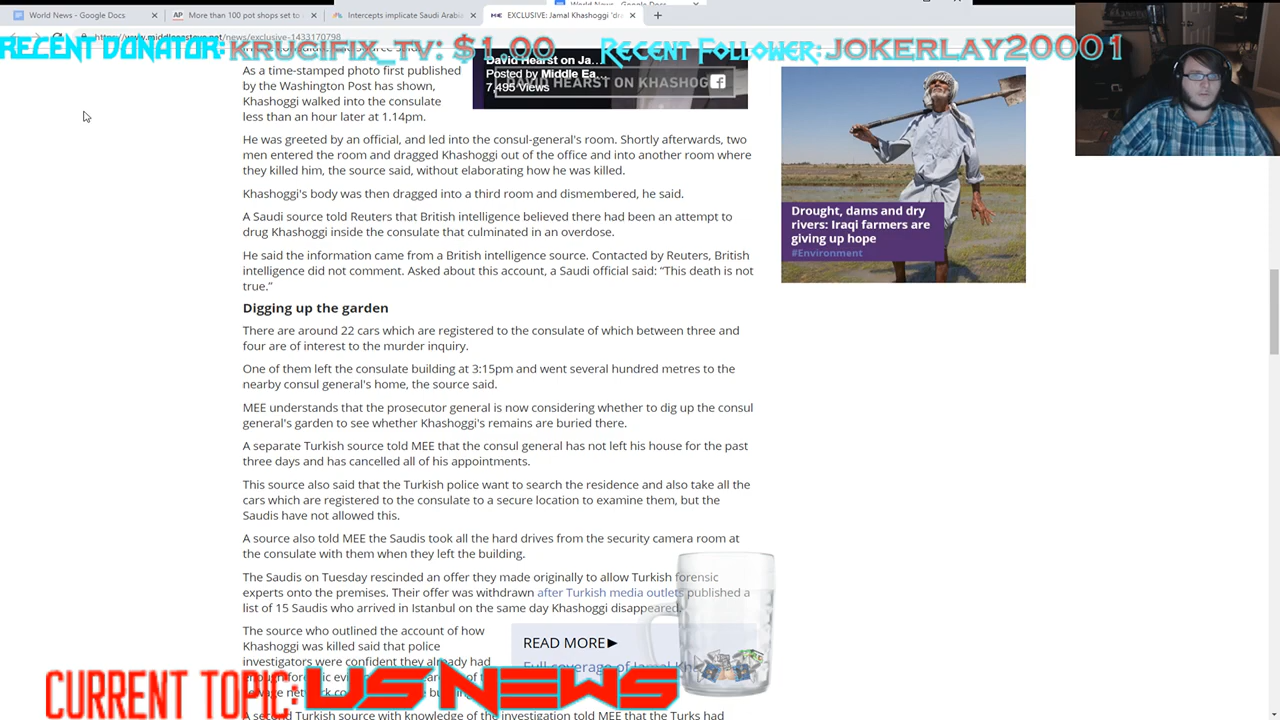 World News - Google Docs
World News - Google Docs
AP More than 100 pot shops set to
Intercepts implicate Saudi Arabia
EXCLUSIVE: Jamal Khashoggi 'dra
RECENT DONATOR: KRUCIFIX_TV: $1.00 RECENT FOLLOWER: JOKERLAY20001
As a time-stamped photo first published
by the Washington Post has shown,
Khashoggi walked into the consulate
less than an hour later at 1.14pm.
David Hearst on Ja...
Posted by Middle Ea...
7,495 Views
DAVID HEARST ON KHASHOG
He was greeted by an official, and led into the consul-general's room. Shortly afterwards, two
men entered the room and dragged Khashoggi out of the office and into another room where
they killed him, the source said, without elaborating how he was killed.
Khashoggi's body was then dragged into a third room and dismembered, he said.
A Saudi source told Reuters that British intelligence believed there had been an attempt to
drug Khashoggi inside the consulate that culminated in an overdose.
He said the information came from a British intelligence source. Contacted by Reuters, British
intelligence did not comment. Asked about this account, a Saudi official said: “This death is not
true.”
Digging up the garden
There are around 22 cars which are registered to the consulate of which between three and
four are of interest to the murder inquiry.
One of them left the consulate building at 3:15pm and went several hundred metres to the
nearby consul general's home, the source said.
MEE understands that the prosecutor general is now considering whether to dig up the consul
general's garden to see whether Khashoggi's remains are buried there.
A separate Turkish source told MEE that the consul general has not left his house for the past
three days and has cancelled all of his appointments.
This source also said that the Turkish police want to search the residence and also take all the
cars which are registered to the consulate to a secure location to examine them, but the
Saudis have not allowed this.
A source also told MEE the Saudis took all the hard drives from the security camera room at
the consulate with them when they left the building.
The Saudis on Tuesday rescinded an offer they made originally to allow Turkish forensic
experts onto the premises. Their offer was withdrawn after Turkish media outlets published a
list of 15 Saudis who arrived in Istanbul on the same day Khashoggi disappeared.
The source who outlined the account of how
Khashoggi was killed said that police
investigators were confident they already had
READ MORE►
Full coverage of Jamal
A second Turkish source with knowledge of the investigation told MEE that the Turks had
Drought, dams and dry
rivers: Iraqi farmers are
giving up hope
#Environment
CURRENT TOPIC: US NEWS